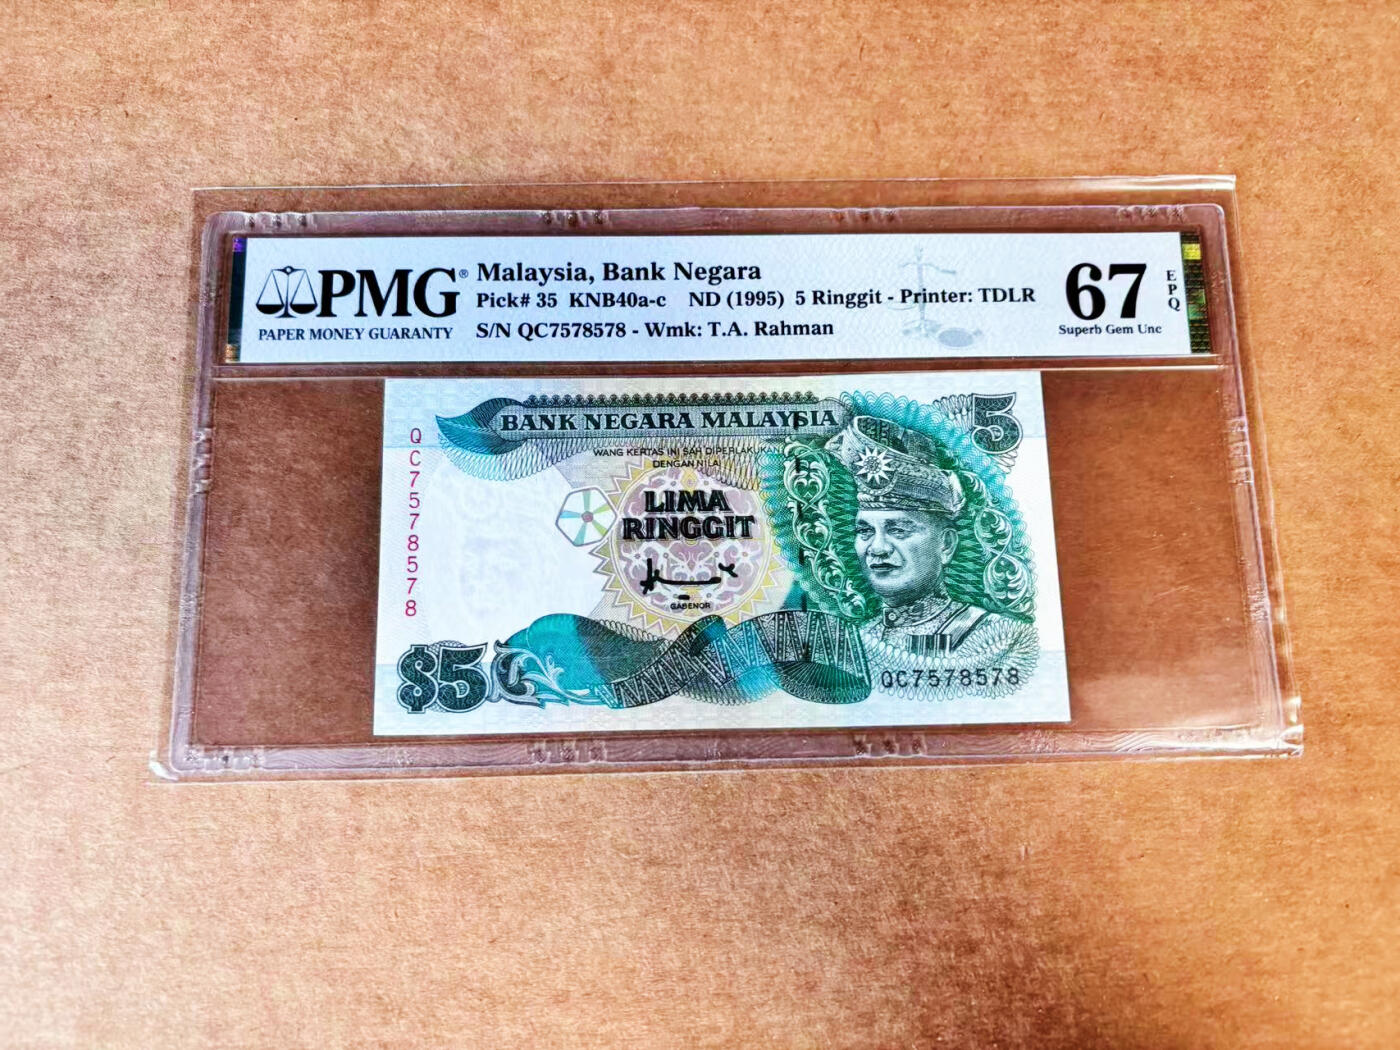 PMG®
PAPER MONEY GUARANTY
Malaysia, Bank Negara
Pick# 35 KNB40a-c ND (1995) 5 Ringgit - Printer: TDLR
S/N QC7578578 - Wmk: T.A. Rahman
67
EPQ
Superb Gem Unc
BANK NEGARA MALAYSIA
5
WANG KERTAS INI SAH DIPERLAKUKAN
DENGAN NILAI
LIMA
RINGGIT
GABENOR
QC7578578
$5
QC7578578